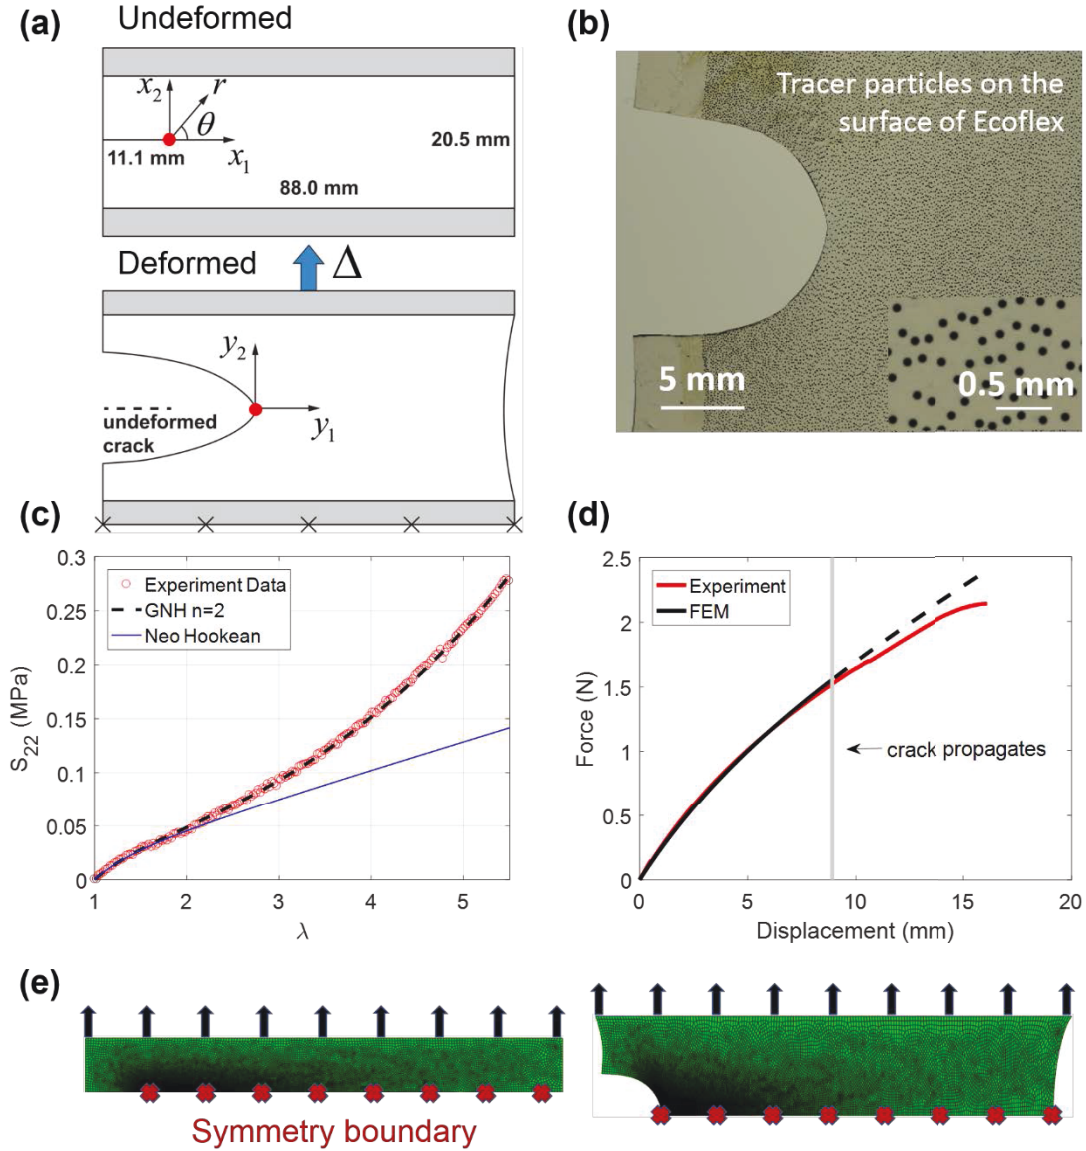 (a)
Undeformed
x₂
r
θ
x₁
11.1 mm
20.5 mm
88.0 mm
Deformed
Δ
y₂
y₁
undeformed
crack
(b)
Tracer particles on the
surface of Ecoflex
5 mm
0.5 mm
(c)
0.3
0.25
0.2
0.15
0.1
0.05
0
S₂₂ (MPa)
Experiment Data
GNH n=2
Neo Hookean
1
2
3
4
5
λ
(d)
3
2.5
2
1.5
1
0.5
0
Force (N)
Experiment
FEM
crack propagates
0
5
10
15
20
Displacement (mm)
(e)
Symmetry boundary